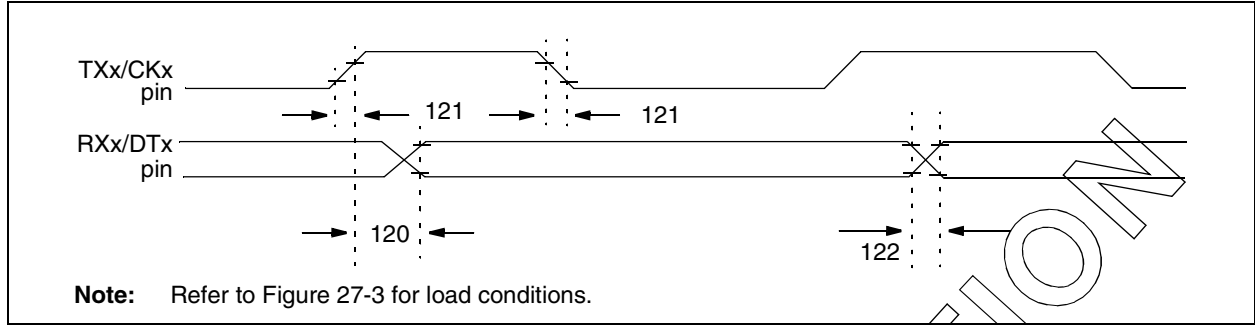 TXx/CKx
pin
121
121
RXx/DTx
pin
120
122
Note: Refer to Figure 27-3 for load conditions.
ION